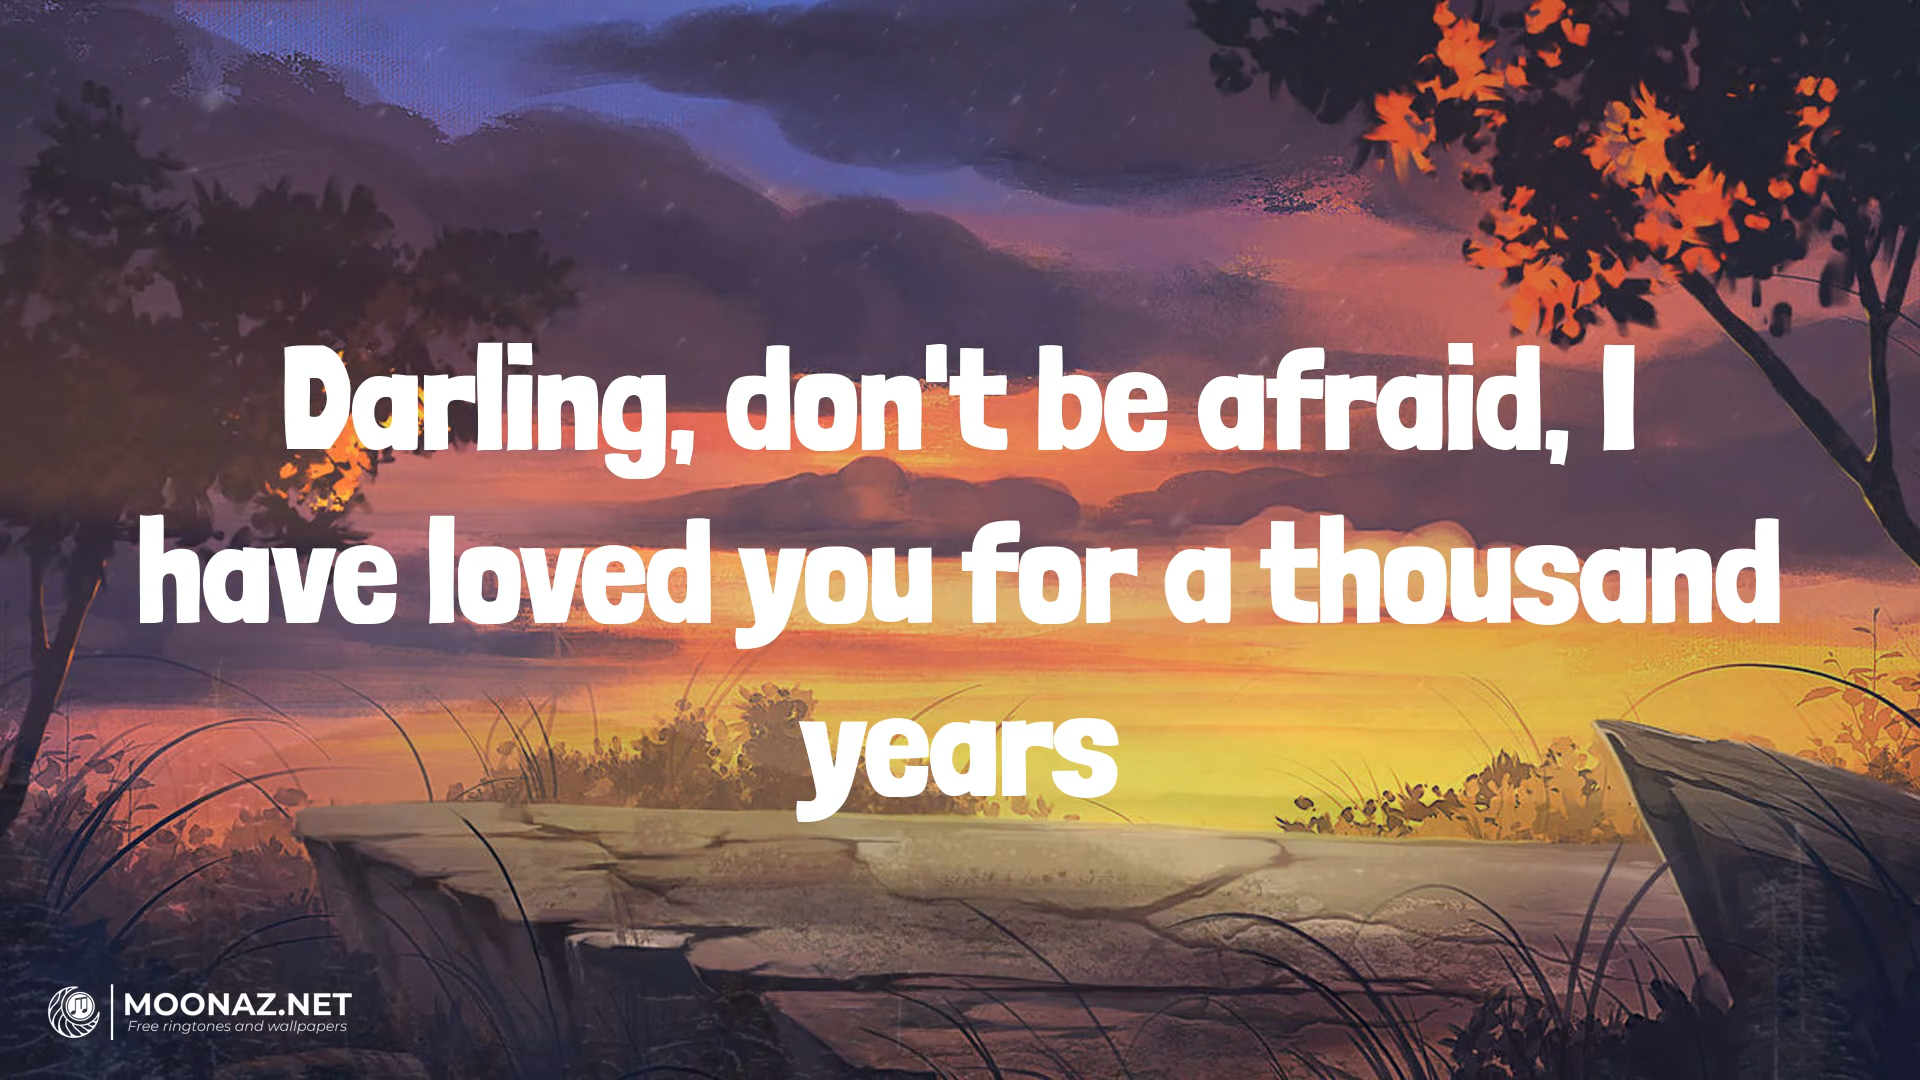 Darling, don't be afraid, I
have loved you for a thousand
years
MOONAZ.NET
Free ringtones and wallpapers